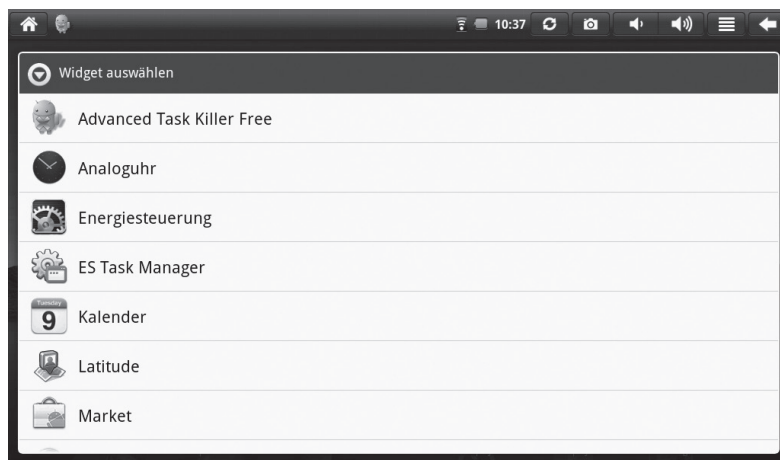 10:37
Widget auswählen
Advanced Task Killer Free
Analoguhr
Energiesteuerung
ES Task Manager
Tuesday
9
Kalender
Latitude
Market